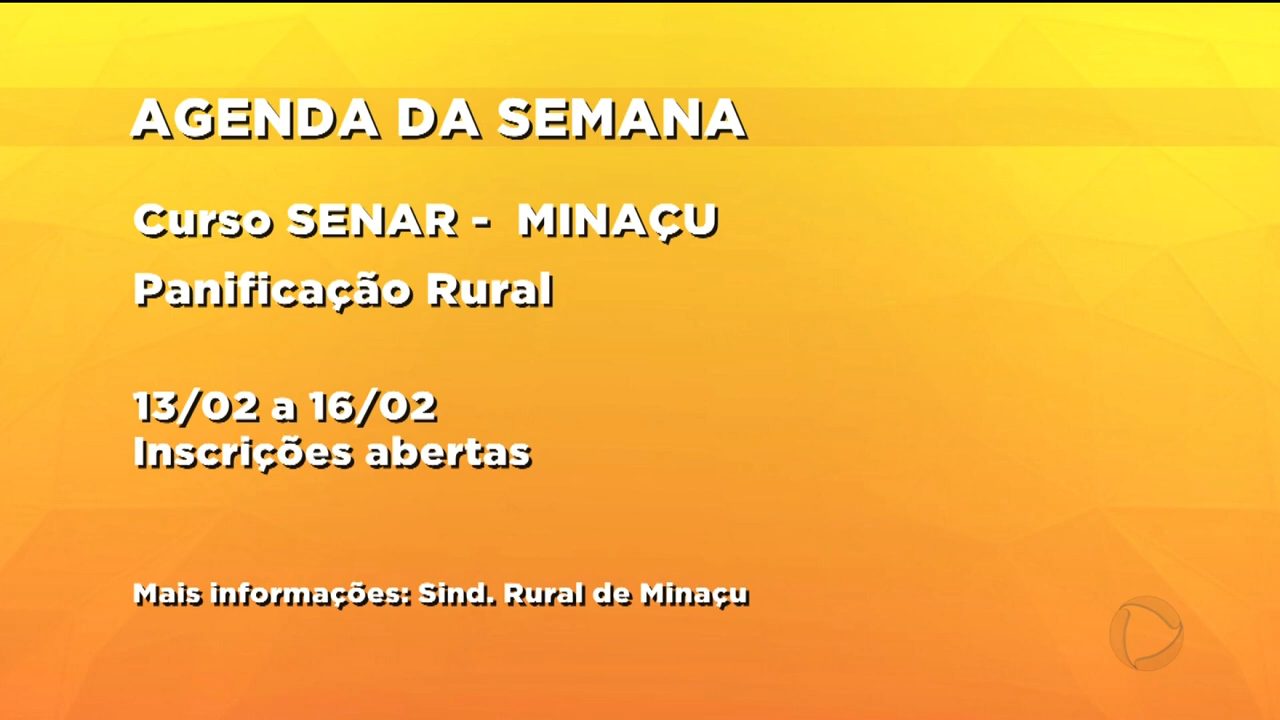 AGENDA DA SEMANA
Curso SENAR -  MINAÇU
Panificação Rural
13/02 a 16/02
Inscrições abertas
Mais informações: Sind. Rural de Minaçu